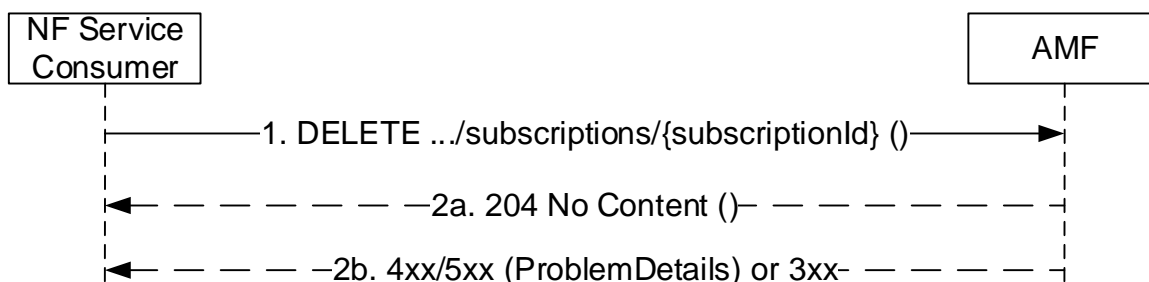 NF Service
Consumer
AMF
1. DELETE .../subscriptions/{subscriptionId} ()
2a. 204 No Content ()
2b. 4xx/5xx (ProblemDetails) or 3xx